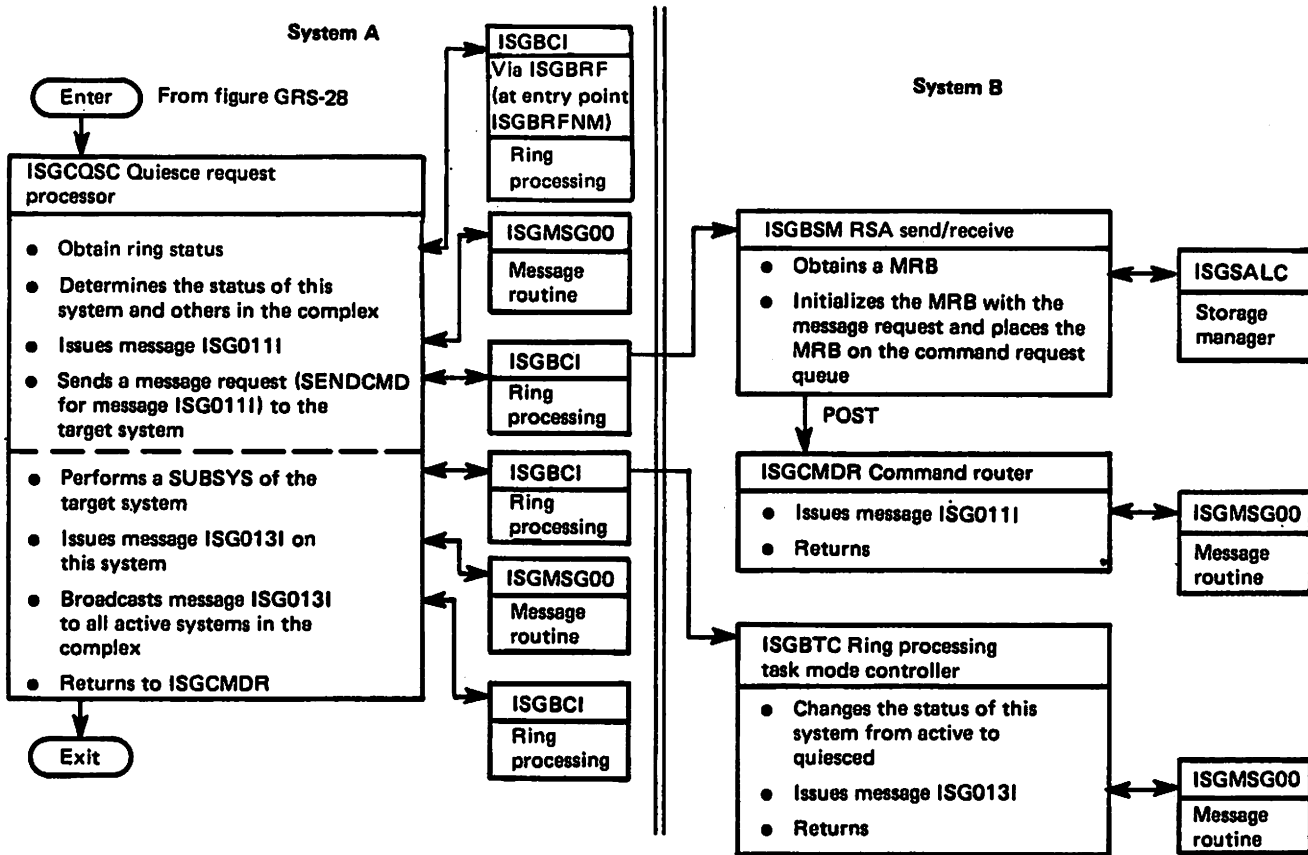 System A
Enter
From figure GRS-28
ISGCQSC Quiesce request
processor
• Obtain ring status
• Determines the status of this
system and others in the complex
• Issues message ISG011I
• Sends a message request (SENDCMD
for message ISG011I) to the
target system
• Performs a SUBSYS of the
target system
• Issues message ISG013I on
this system
• Broadcasts message ISG013I
to all active systems in the
complex
• Returns to ISGCMDR
Exit
ISGBCI
Via ISGBRF
(at entry point
ISGBRFNM)
Ring
processing
ISGMSG00
Message
routine
ISGBCI
Ring
processing
ISGBCI
Ring
processing
ISGMSG00
Message
routine
ISGBCI
Ring
processing
System B
ISGBSM RSA send/receive
• Obtains a MRB
• Initializes the MRB with the
message request and places the
MRB on the command request
queue
ISGSALC
Storage
manager
POST
ISGCMDR Command router
• Issues message ISG011I
• Returns
ISGMSG00
Message
routine
ISGBTC Ring processing
task mode controller
• Changes the status of this
system from active to
quiesced
• Issues message ISG013I
• Returns
ISGMSG00
Message
routine